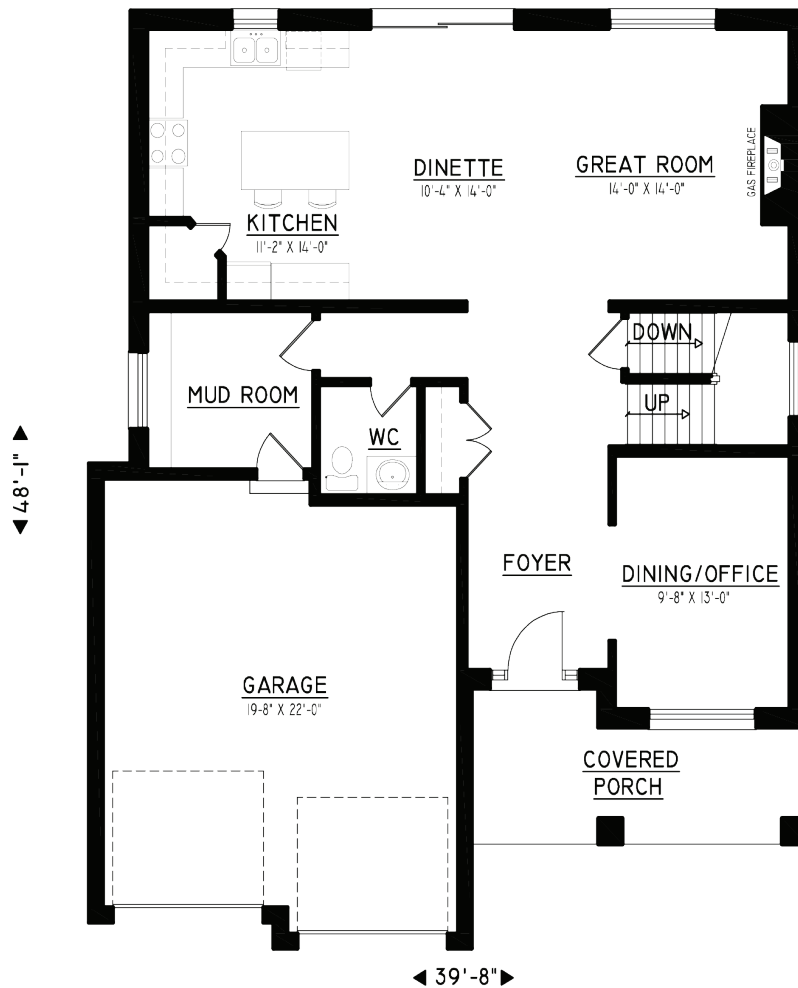 DINETTE
10'-4" X 14'-0"
GREAT ROOM
14'-0" X 14'-0"
GAS FIREPLACE
KITCHEN
11'-2" X 14'-0"
DOWN
MUD ROOM
UP
WC
48'-1"
FOYER
DINING/OFFICE
9'-8" X 13'-0"
GARAGE
19-8" X 22'-0"
COVERED
PORCH
39'-8"